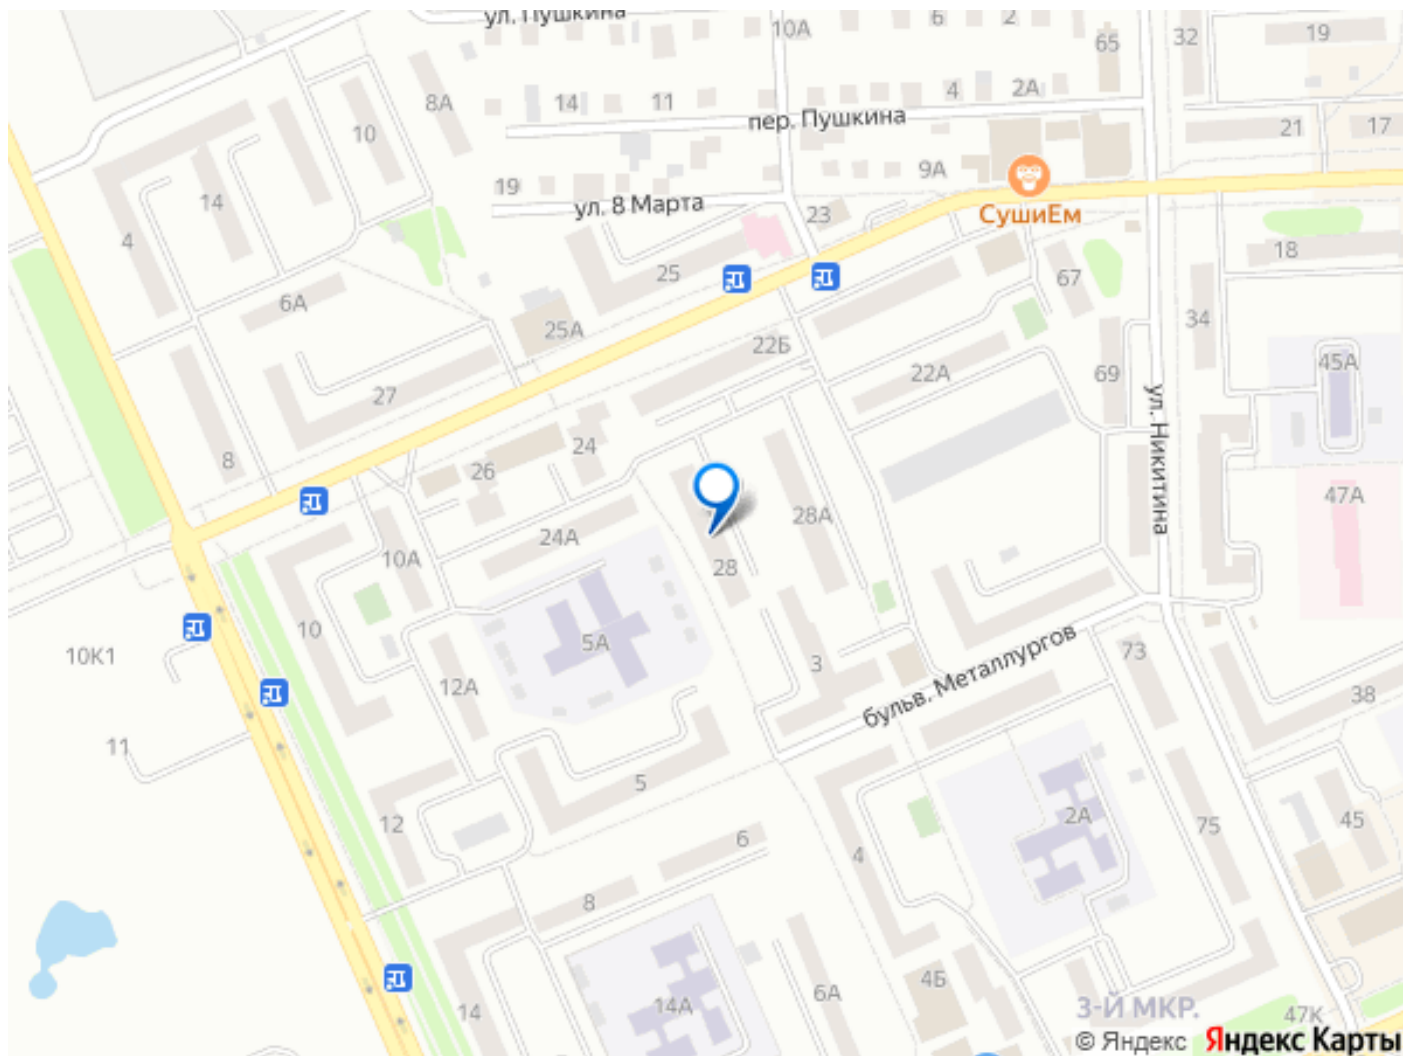 ул. Пушкина
10А
6
2
65
32
19
8А
14
11
4
2А
пер. Пушкина
10
21
17
9А
19
14
ул. 8 Марта
23
СушиЕм
4
25
18
67
6А
25А
22Б
34
22А
69
45А
27
ул. Никитина
8
26
24
47А
28А
24А
10А
28
10
5А
10К1
3
бульв. Металлургов
73
12А
38
11
5
12
6
4
2А
75
45
8
4Б
6А
14А
14
3-Й МКР.
47К
© Яндекс Яндекс Карты